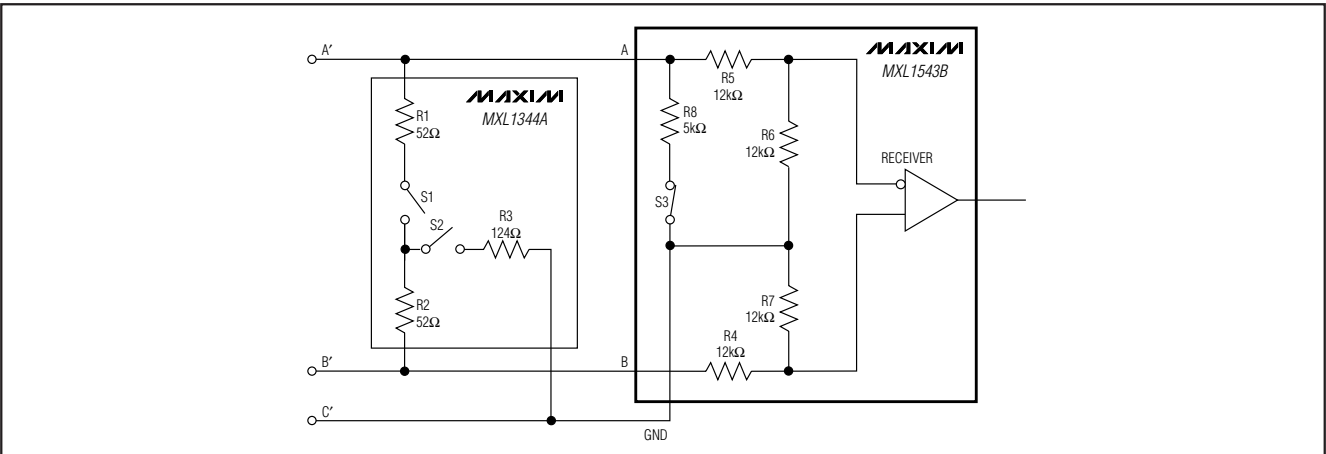 A′
A
MAXIM
MXL1543B
R5
12kΩ
MAXIM
MXL1344A
R1
52Ω
R8
5kΩ
R6
12kΩ
RECEIVER
S1
S3
S2
R3
124Ω
R2
52Ω
R7
12kΩ
R4
12kΩ
B′
B
C′
GND